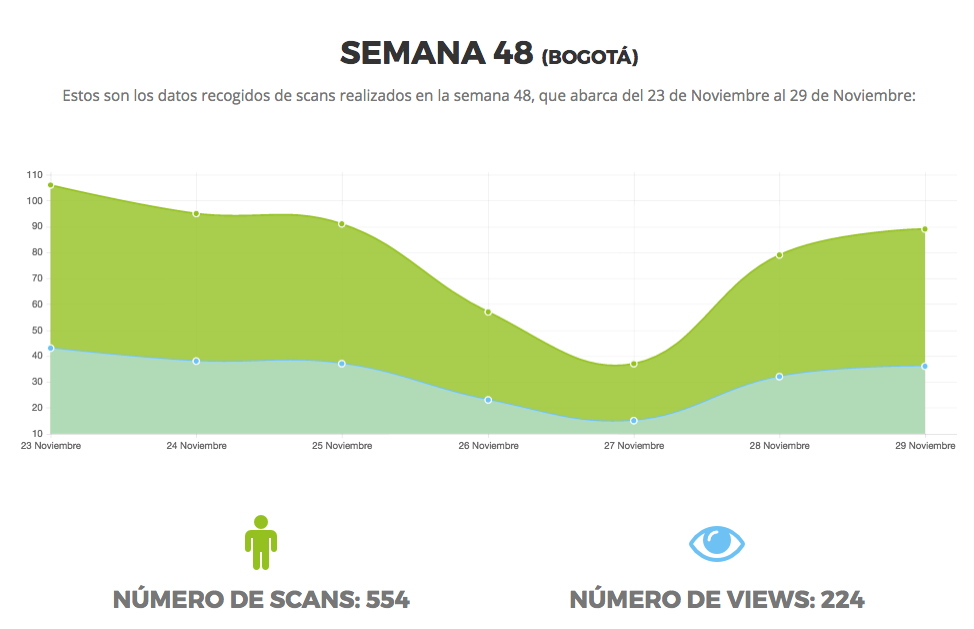 SEMANA 48 (BOGOTÁ)
Estos son los datos recogidos de scans realizados en la semana 48, que abarca del 23 de Noviembre al 29 de Noviembre:
110
100
90
80
70
60
50
40
30
20
10
23 Noviembre 24 Noviembre 25 Noviembre 26 Noviembre 27 Noviembre 28 Noviembre 29 Noviembre
NÚMERO DE SCANS: 554 NÚMERO DE VIEWS: 224